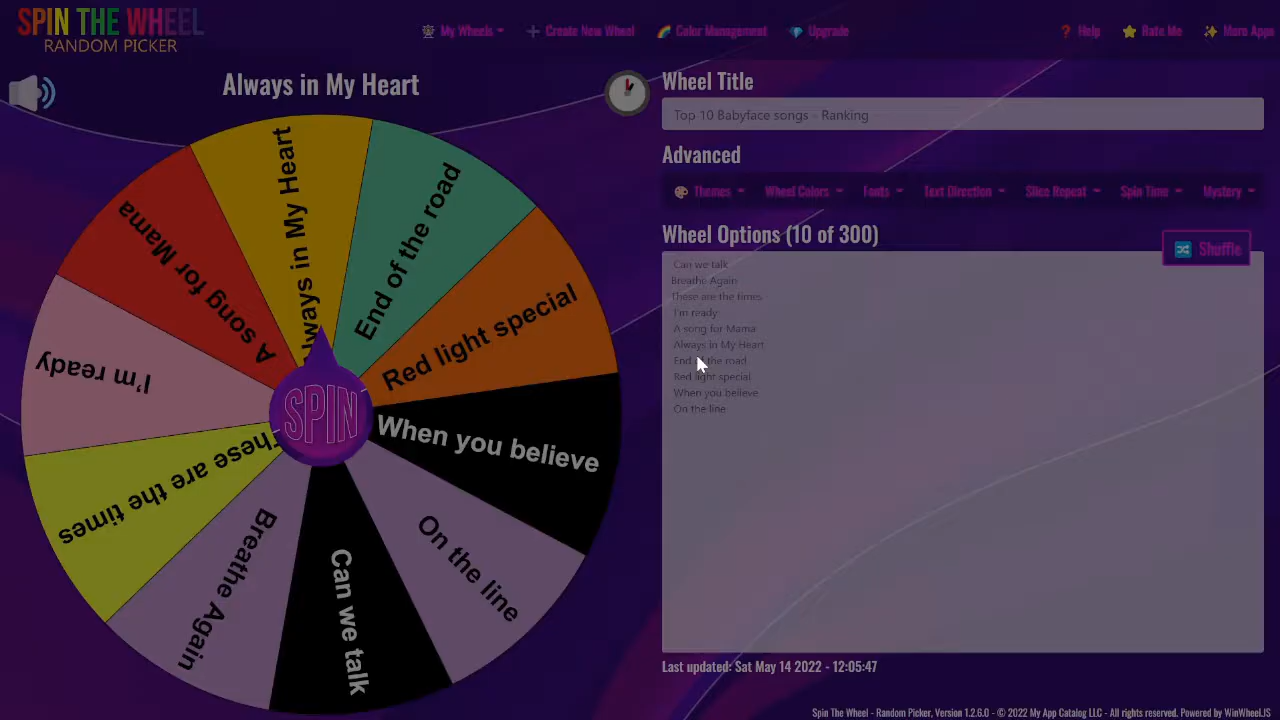 SPIN THE WHEEL
RANDOM PICKER
My Wheels
Create New Wheel
Color Management
Upgrade
Help
Rate Me
More Apps
Always in My Heart
Wheel Title
Top 10 Babyface songs - Ranking
Advanced
Themes
Wheel Colors
Fonts
Text Direction
Slice Repeat
Spin Time
Mystery
Wheel Options (10 of 300)
Shuffle
Can we talk
Breathe Again
These are the times
I'm ready
A song for Mama
Always in My Heart
End of the road
Red light special
When you believe
On the line
Always in My Heart
End of the road
Red light special
When you believe
On the line
Can we talk
Breathe Again
These are the times
I'm ready
A song for Mama
SPIN
Last updated: Sat May 14 2022 - 12:05:47
Spin The Wheel - Random Picker, Version 1.2.6.0 - © 2022 My App Catalog LLC - All rights reserved. Powered by WinWheel.JS